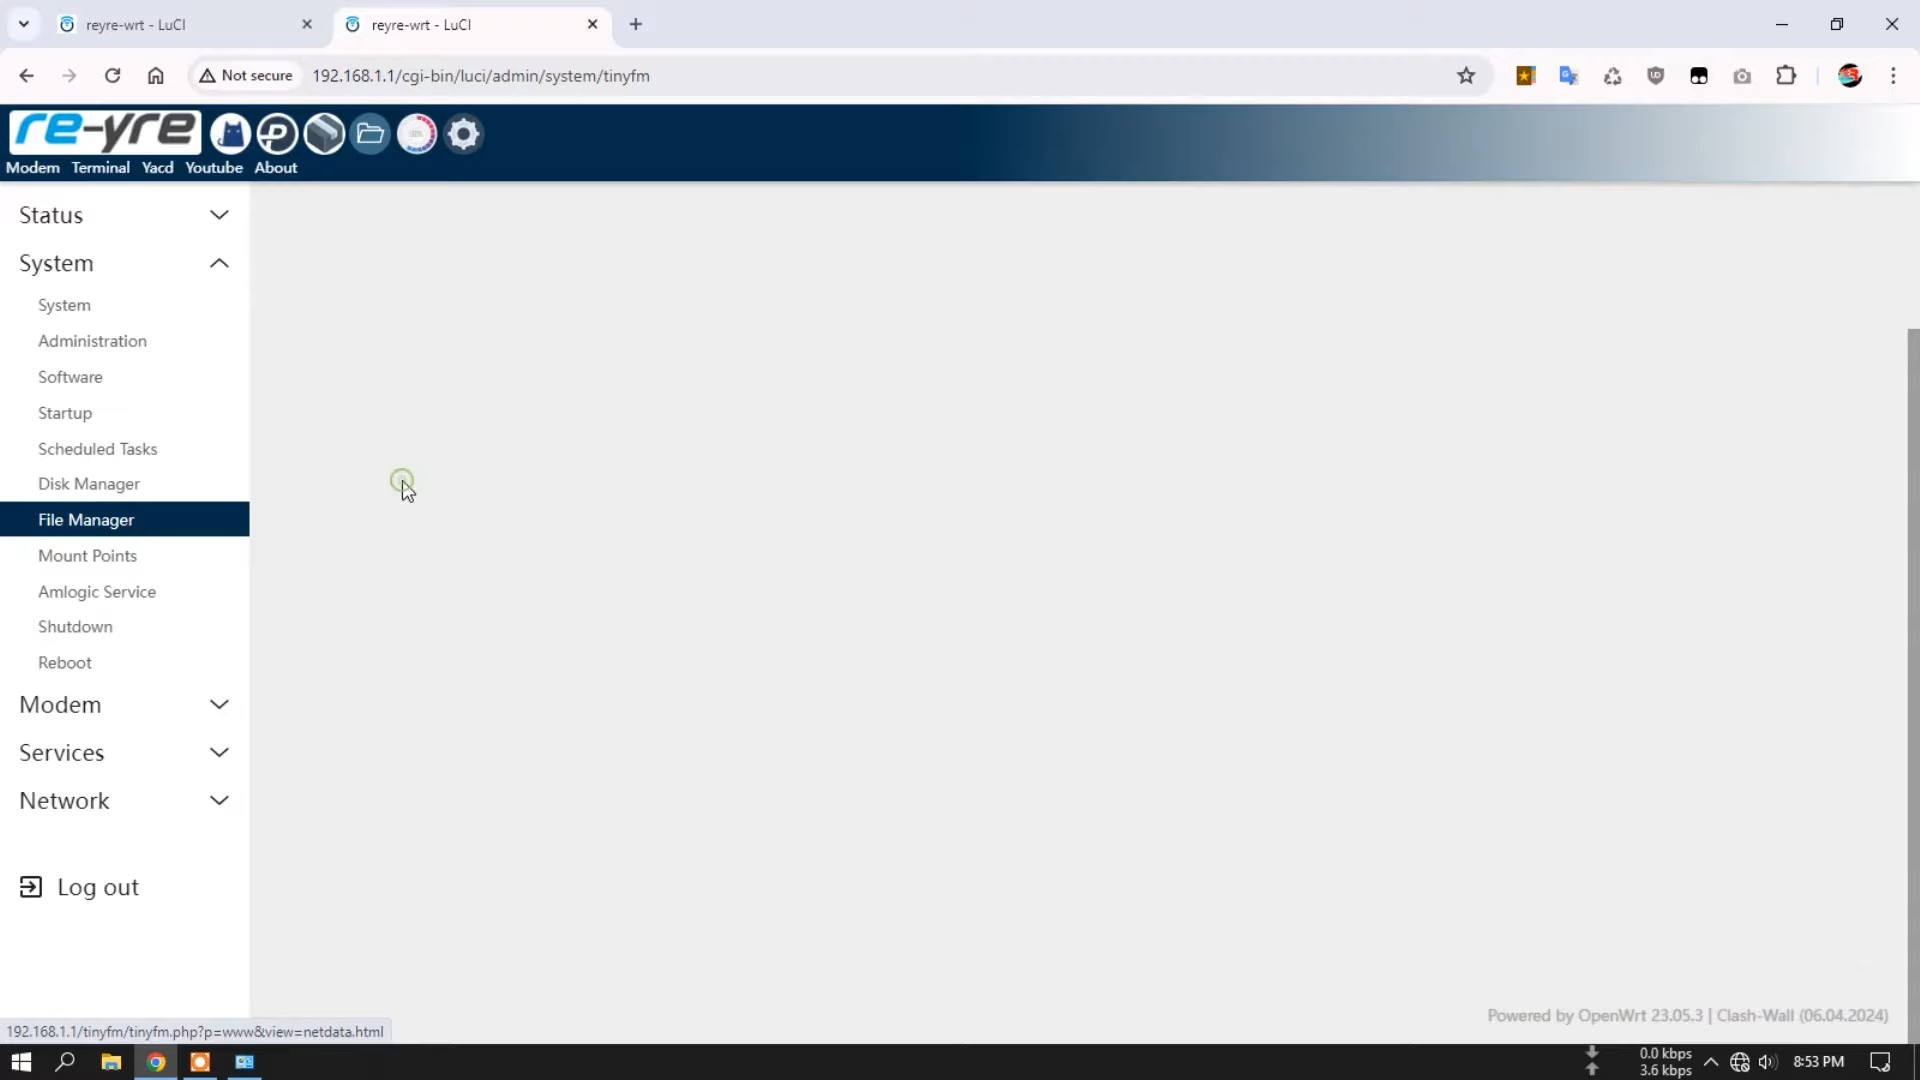 reyre-wrt - LuCI
reyre-wrt - LuCI
Not secure
192.168.1.1/cgi-bin/luci/admin/system/tinyfm
re-yre
Modem Terminal Yacd Youtube About
Status
System
System
Administration
Software
Startup
Scheduled Tasks
Disk Manager
File Manager
Mount Points
Amlogic Service
Shutdown
Reboot
Modem
Services
Network
Log out
Powered by OpenWrt 23.05.3 | Clash-Wall (06.04.2024)
192.168.1.1/tinyfm/tinyfm.php?p=www&view=netdata.html
0.0 kbps
3.6 kbps
8:53 PM